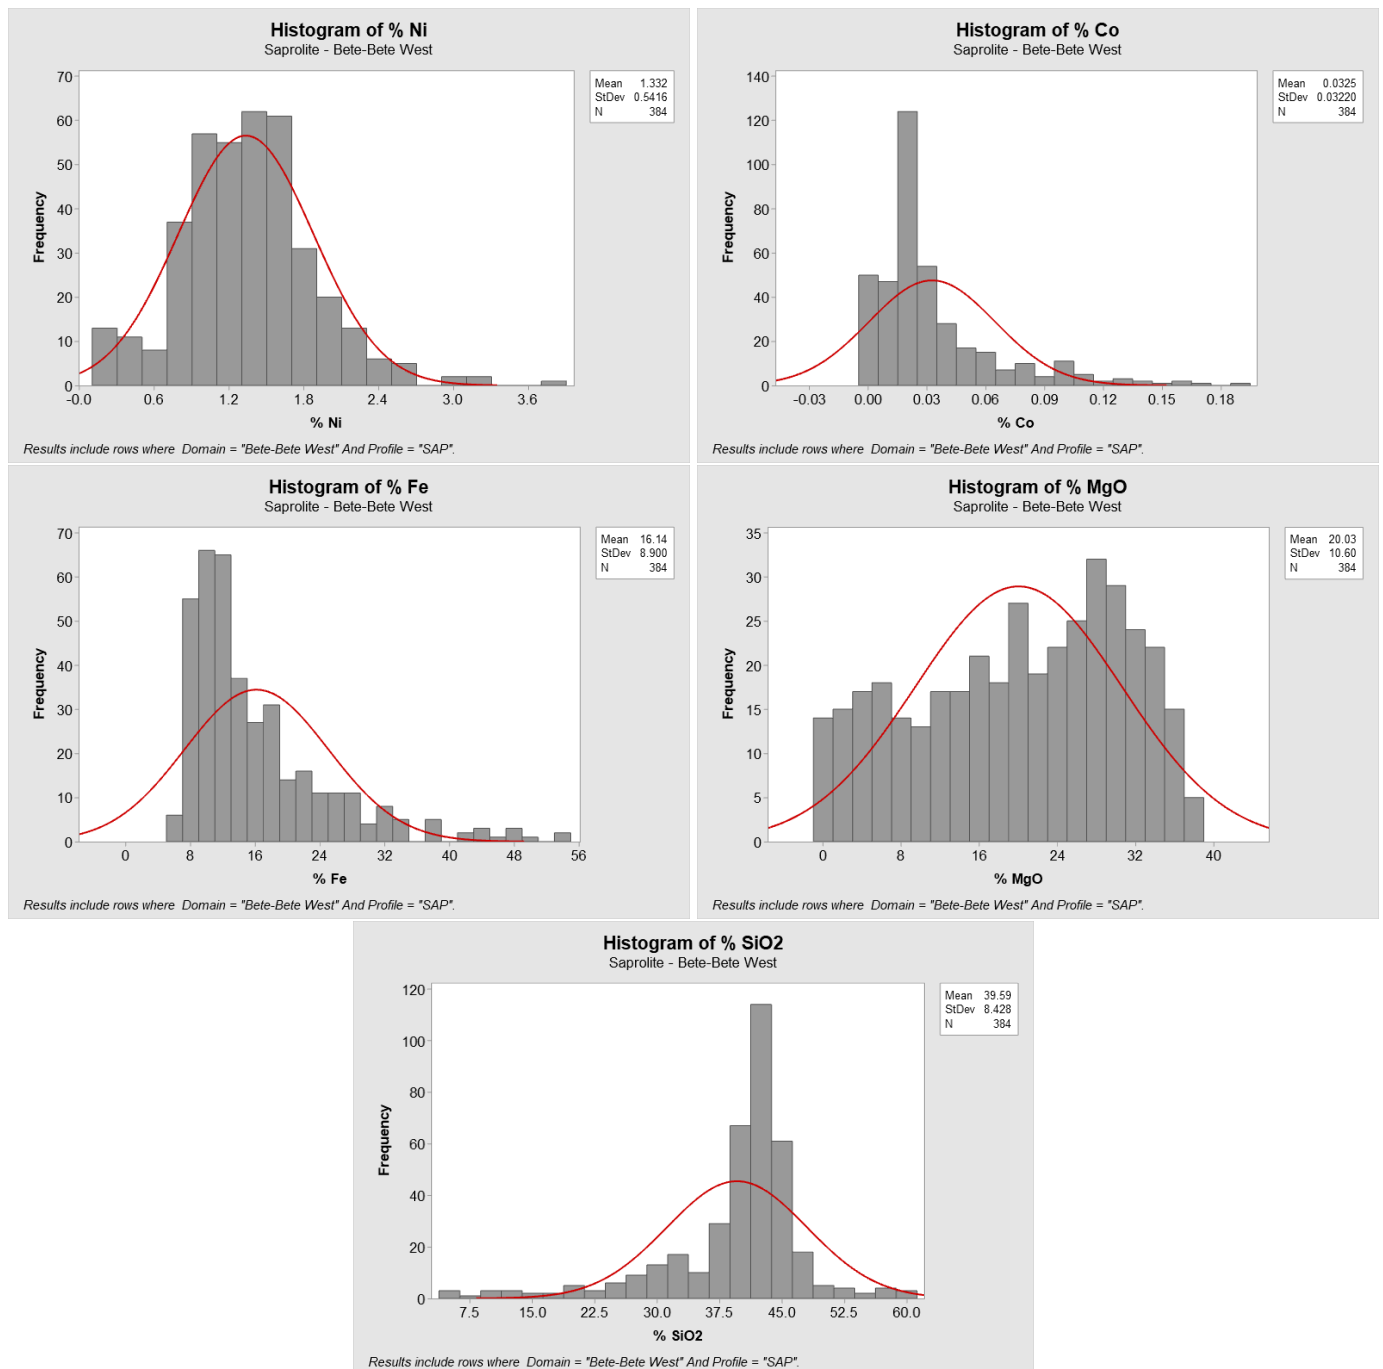 Histogram of % Ni
Saprolite - Bete-Bete West
Mean 1.332
StDev 0.5416
N 384
70
60
50
40
30
20
10
0
Frequency
-0.0 0.6 1.2 1.8 2.4 3.0 3.6
% Ni
Results include rows where Domain = "Bete-Bete West" And Profile = "SAP".
Histogram of % Co
Saprolite - Bete-Bete West
Mean 0.0325
StDev 0.03220
N 384
140
120
100
80
60
40
20
0
Frequency
-0.03 0.00 0.03 0.06 0.09 0.12 0.15 0.18
% Co
Results include rows where Domain = "Bete-Bete West" And Profile = "SAP".
Histogram of % Fe
Saprolite - Bete-Bete West
Mean 16.14
StDev 8.900
N 384
70
60
50
40
30
20
10
0
Frequency
0 8 16 24 32 40 48 56
% Fe
Results include rows where Domain = "Bete-Bete West" And Profile = "SAP".
Histogram of % MgO
Saprolite - Bete-Bete West
Mean 20.03
StDev 10.60
N 384
35
30
25
20
15
10
5
0
Frequency
0 8 16 24 32 40
% MgO
Results include rows where Domain = "Bete-Bete West" And Profile = "SAP".
Histogram of % SiO2
Saprolite - Bete-Bete West
Mean 39.59
StDev 8.428
N 384
120
100
80
60
40
20
0
Frequency
7.5 15.0 22.5 30.0 37.5 45.0 52.5 60.0
% SiO2
Results include rows where Domain = "Bete-Bete West" And Profile = "SAP".